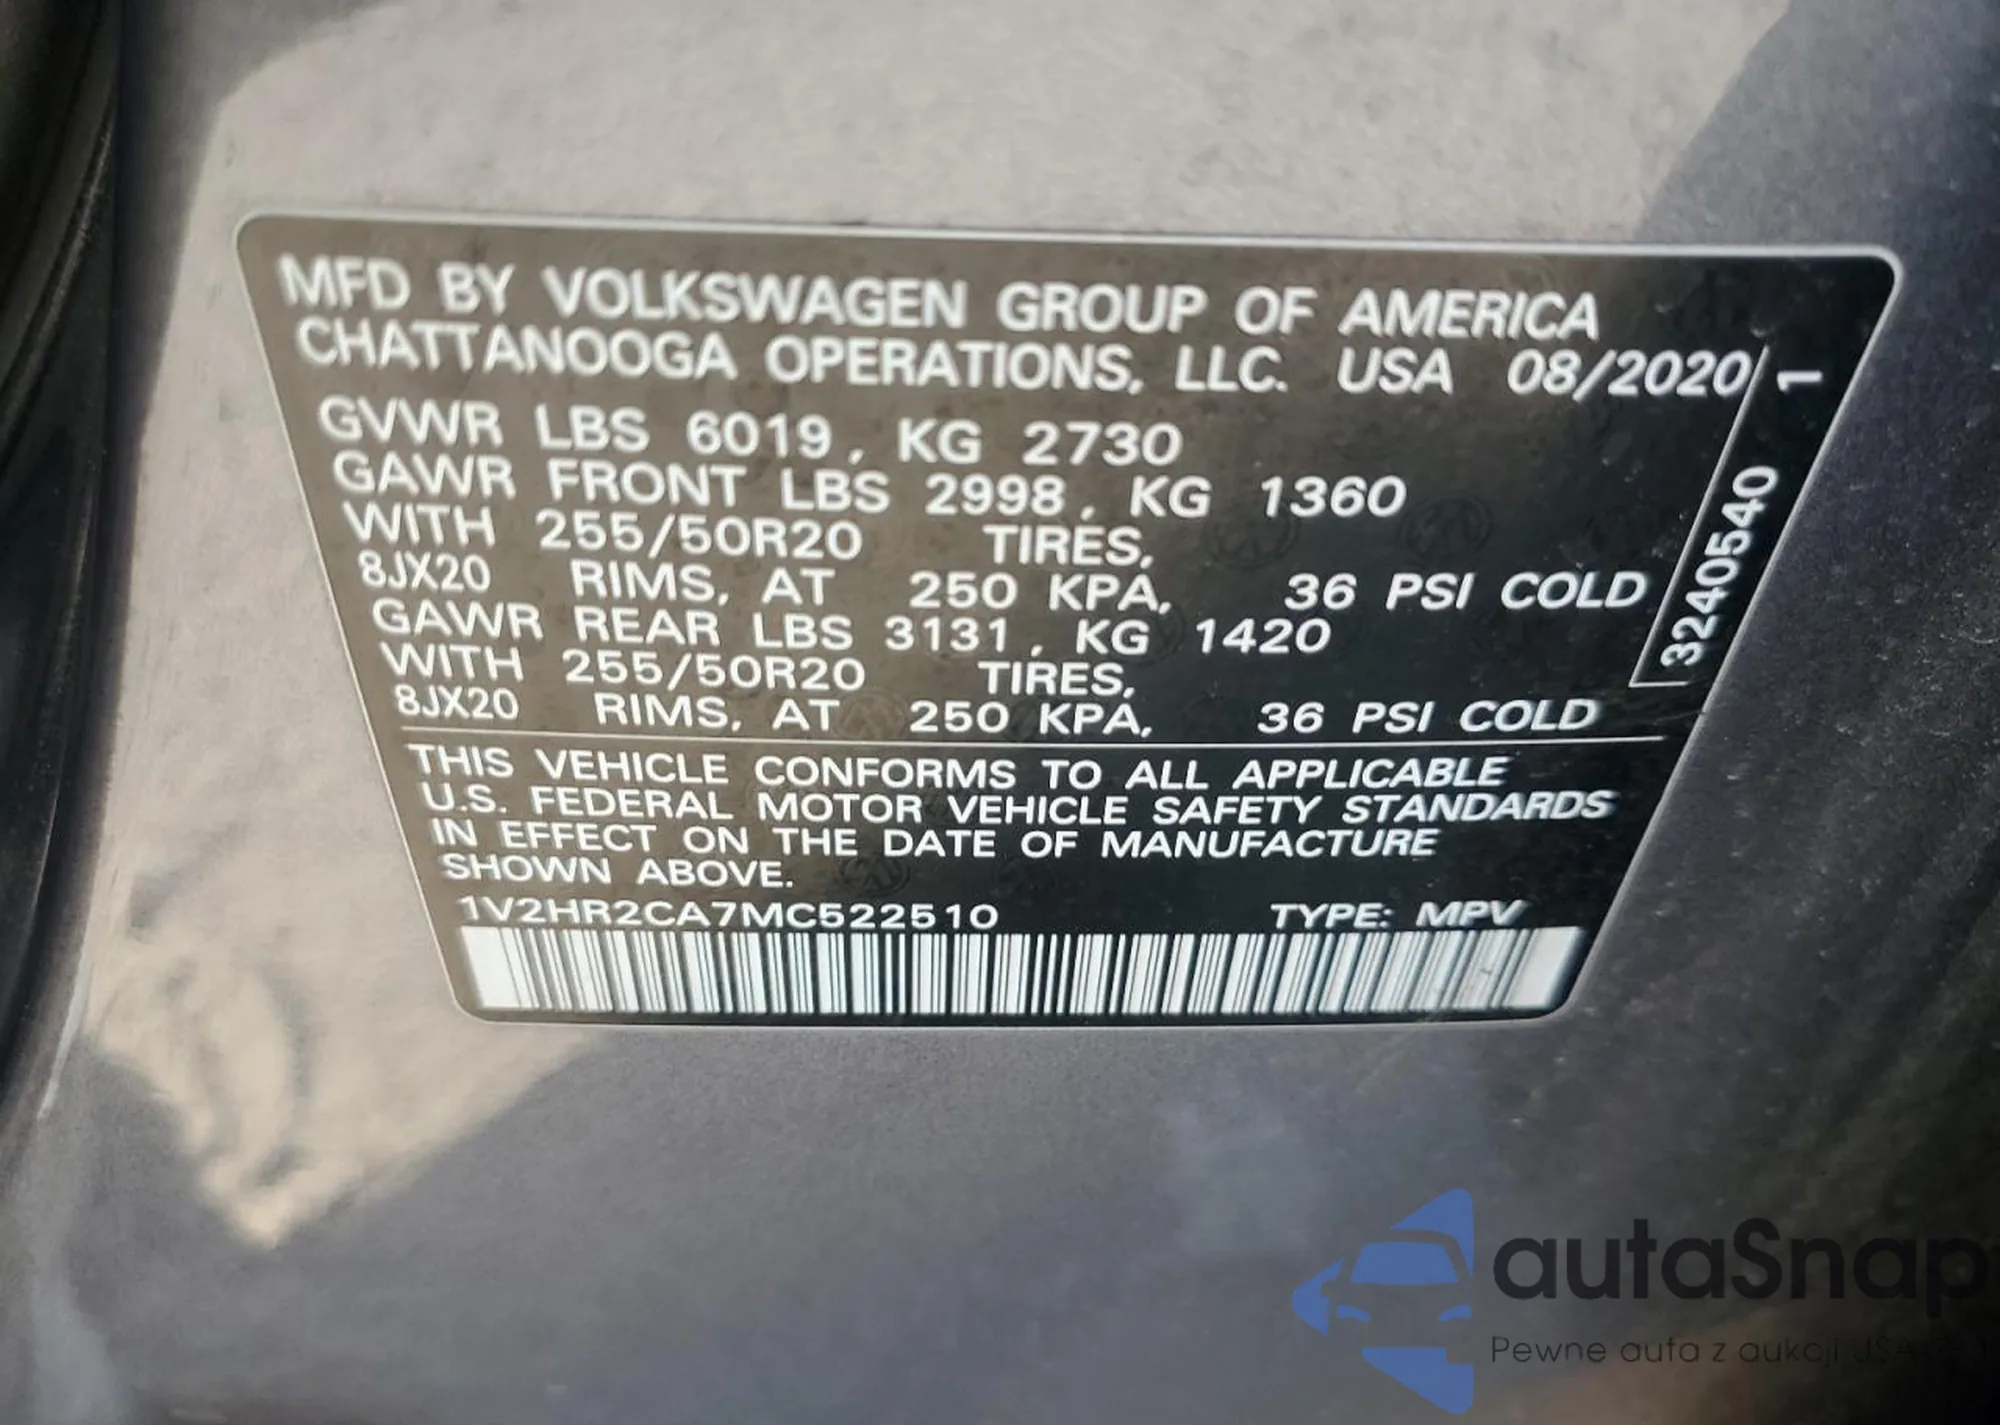 MFD BY VOLKSWAGEN GROUP OF AMERICA
CHATTANOOGA OPERATIONS, LLC. USA 08/2020
GVWR LBS 6019, KG 2730
GAWR FRONT LBS 2998, KG 1360
WITH 255/50R20 TIRES,
8JX20 RIMS, AT 250 KPA, 36 PSI COLD
GAWR REAR LBS 3131, KG 1420
WITH 255/50R20 TIRES,
8JX20 RIMS, AT 250 KPA, 36 PSI COLD
3240540 1
THIS VEHICLE CONFORMS TO ALL APPLICABLE
U.S. FEDERAL MOTOR VEHICLE SAFETY STANDARDS
IN EFFECT ON THE DATE OF MANUFACTURE
SHOWN ABOVE.
1V2HR2CA7MC522510 TYPE: MPV
autaSnap
Pewne auta z aukcji USA